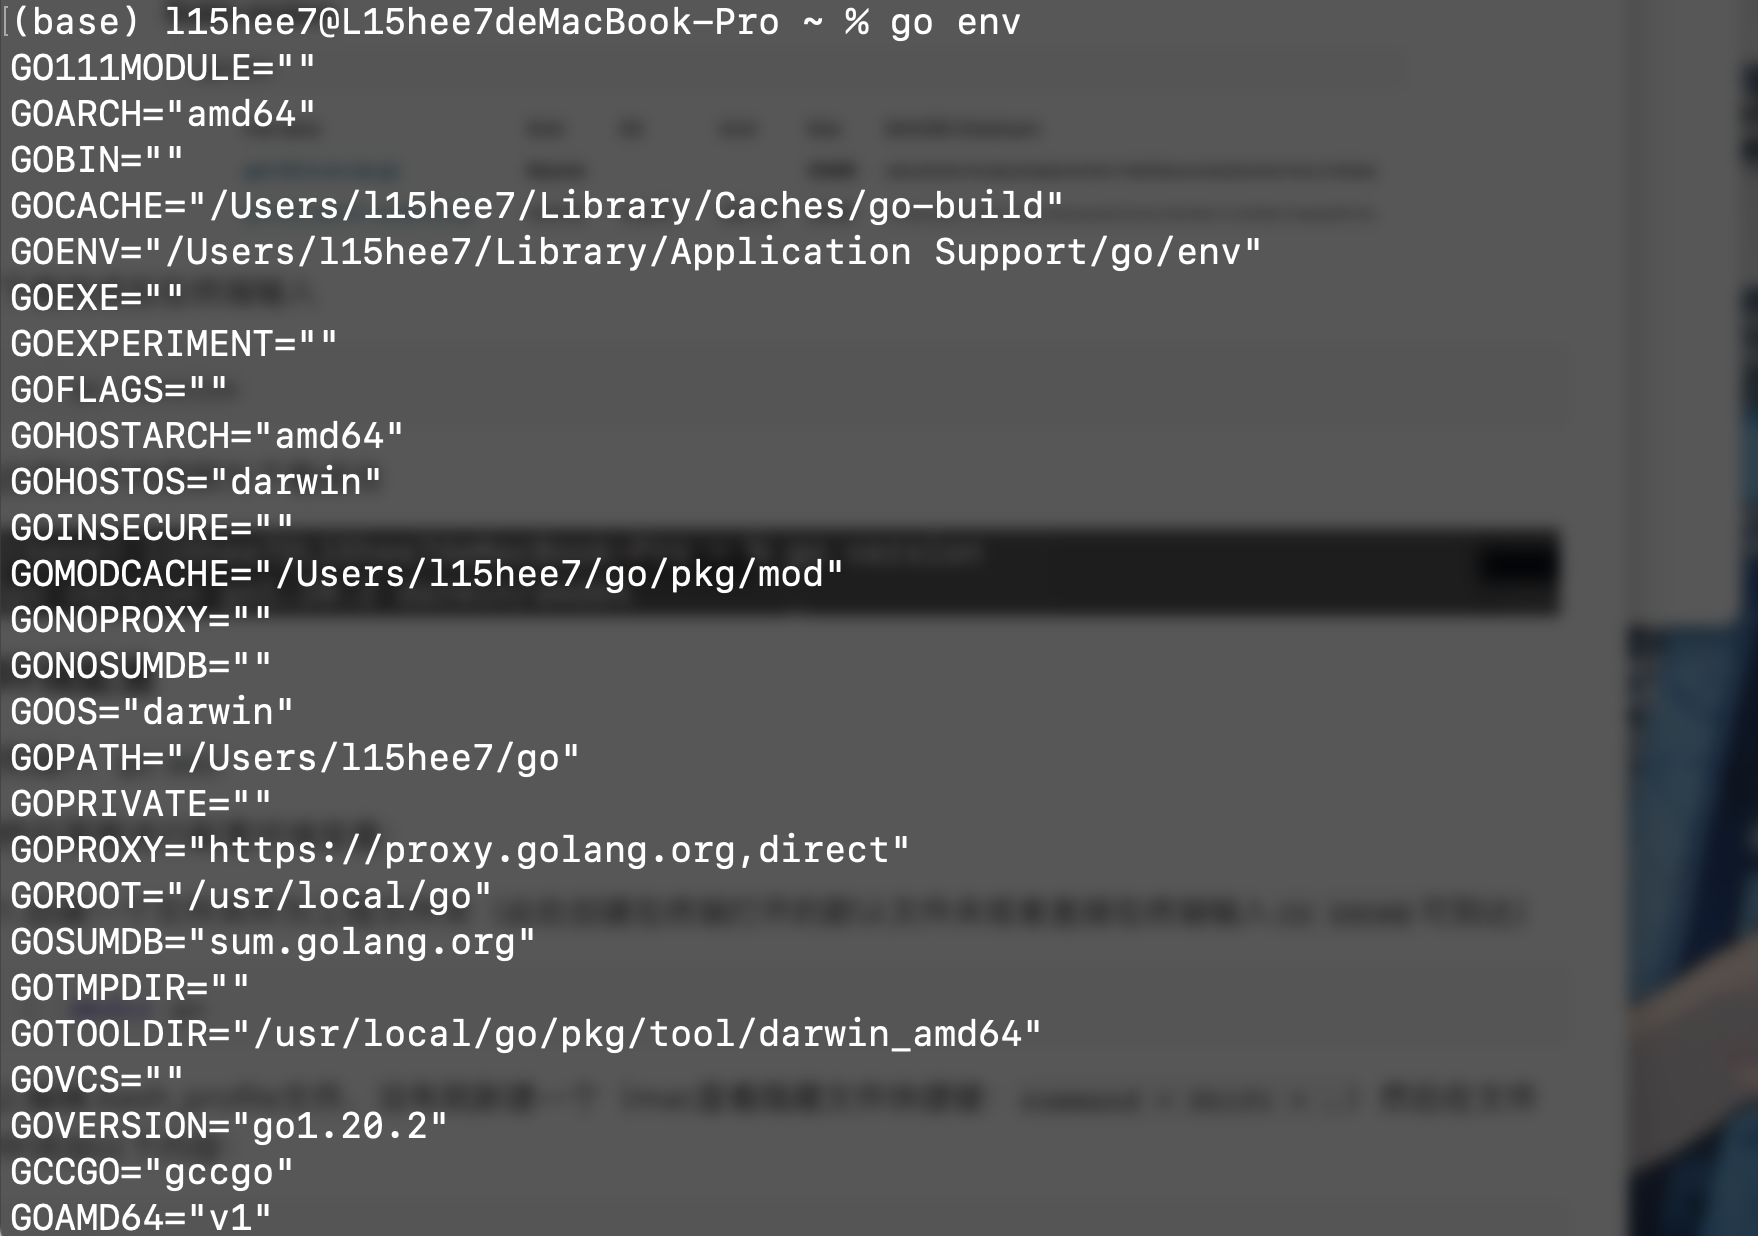 (base) l15hee7@L15hee7deMacBook-Pro ~ % go env
GO111MODULE=""
GOARCH="amd64"
GOBIN=""
GOCACHE="/Users/l15hee7/Library/Caches/go-build"
GOENV="/Users/l15hee7/Library/Application Support/go/env"
GOEXE=""
GOEXPERIMENT=""
GOFLAGS=""
GOHOSTARCH="amd64"
GOHOSTOS="darwin"
GOINSECURE=""
GOMODCACHE="/Users/l15hee7/go/pkg/mod"
GONOPROXY=""
GONOSUMDB=""
GOOS="darwin"
GOPATH="/Users/l15hee7/go"
GOPRIVATE=""
GOPROXY="https://proxy.golang.org,direct"
GOROOT="/usr/local/go"
GOSUMDB="sum.golang.org"
GOTMPDIR=""
GOTOOLDIR="/usr/local/go/pkg/tool/darwin_amd64"
GOVCS=""
GOVERSION="go1.20.2"
GCCGO="gccgo"
GOAMD64="v1"